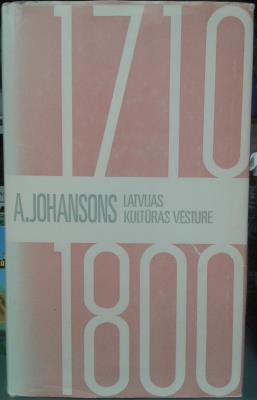 1710
A.JOHANSONS
LATVIJAS
KULTŪRAS VĒSTURE
1800